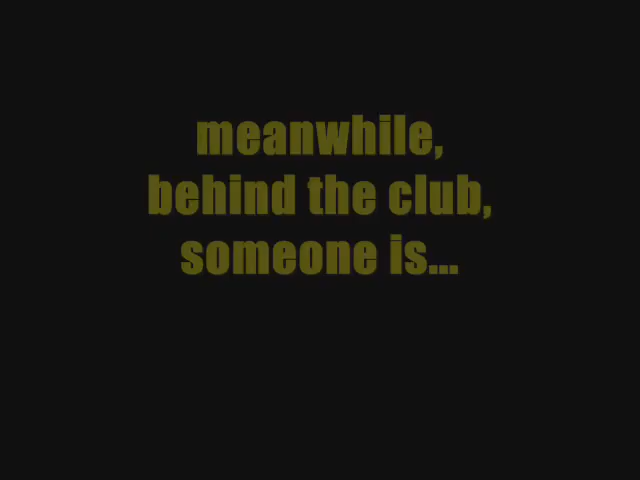 meanwhile,
behind the club,
someone is...